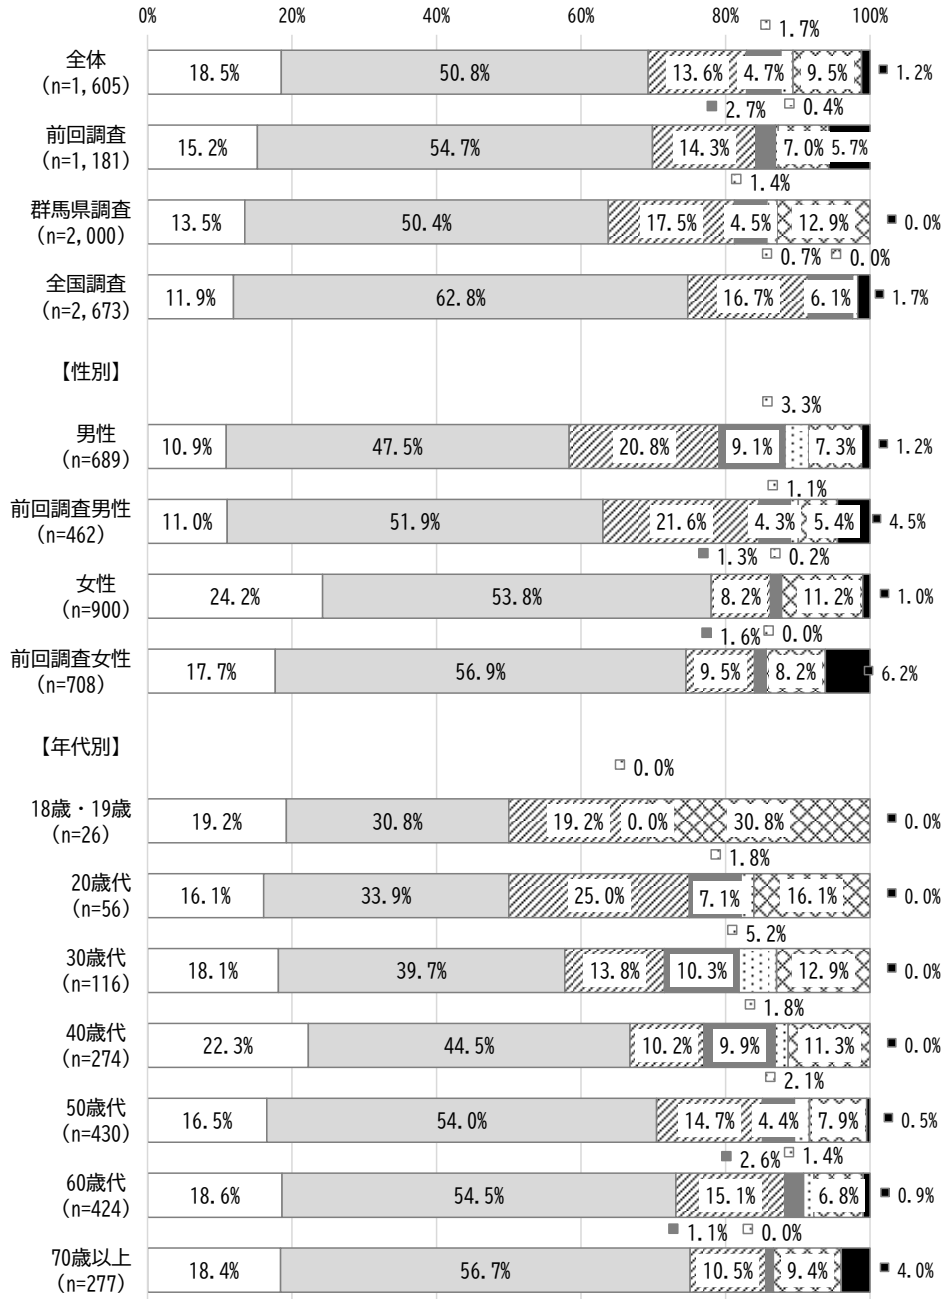 0% 20% 40% 60% 80% 100%
1.7%
全体
(n=1,605)
18.5% 50.8% 13.6% 4.7% 9.5% 1.2%
2.7% 0.4%
前回調査
(n=1,181)
15.2% 54.7% 14.3% 7.0% 5.7%
1.4%
群馬県調査
(n=2,000)
13.5% 50.4% 17.5% 4.5% 12.9% 0.0%
0.7% 0.0%
全国調査
(n=2,673)
11.9% 62.8% 16.7% 6.1% 1.7%
【性別】
3.3%
男性
(n=689)
10.9% 47.5% 20.8% 9.1% 7.3% 1.2%
1.1%
前回調査男性
(n=462)
11.0% 51.9% 21.6% 4.3% 5.4% 4.5%
1.3% 0.2%
女性
(n=900)
24.2% 53.8% 8.2% 11.2% 1.0%
1.6% 0.0%
前回調査女性
(n=708)
17.7% 56.9% 9.5% 8.2% 6.2%
【年代別】
0.0%
18歳・19歳
(n=26)
19.2% 30.8% 19.2% 0.0% 30.8% 0.0%
1.8%
20歳代
(n=56)
16.1% 33.9% 25.0% 7.1% 16.1% 0.0%
5.2%
30歳代
(n=116)
18.1% 39.7% 13.8% 10.3% 12.9% 0.0%
1.8%
40歳代
(n=274)
22.3% 44.5% 10.2% 9.9% 11.3% 0.0%
2.1%
50歳代
(n=430)
16.5% 54.0% 14.7% 4.4% 7.9% 0.5%
2.6% 1.4%
60歳代
(n=424)
18.6% 54.5% 15.1% 6.8% 0.9%
1.1% 0.0%
70歳以上
(n=277)
18.4% 56.7% 10.5% 9.4% 4.0%